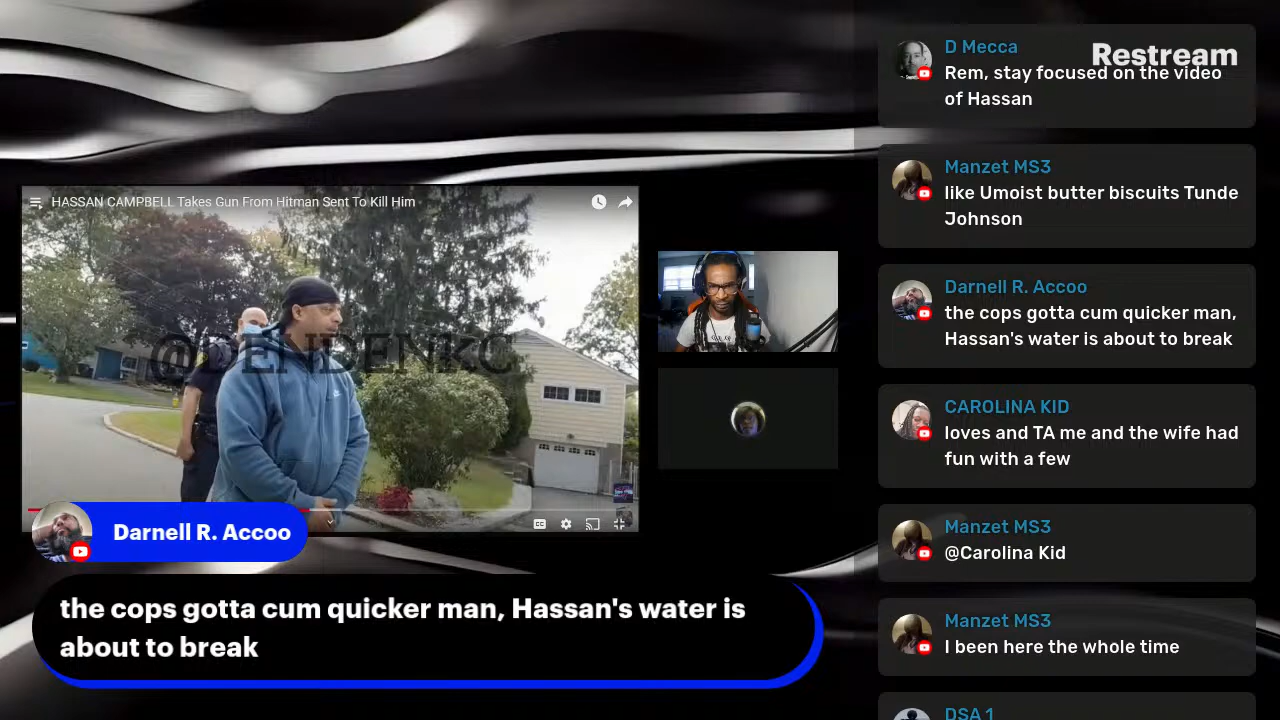 Restream
HASSAN CAMPBELL Takes Gun From Hitman Sent To Kill Him
@DENDENKC
Darnell R. Accoo
the cops gotta cum quicker man, Hassan's water is
about to break
D Mecca
Rem, stay focused on the video
of Hassan
Manzet MS3
like Umoist butter biscuits Tunde
Johnson
Darnell R. Accoo
the cops gotta cum quicker man,
Hassan's water is about to break
CAROLINA KID
loves and TA me and the wife had
fun with a few
Manzet MS3
@Carolina Kid
Manzet MS3
I been here the whole time
DSA 1